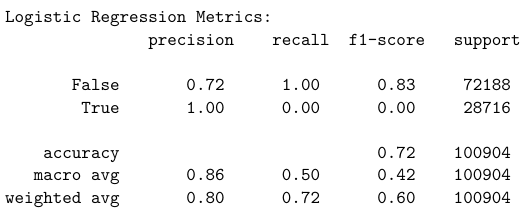 Logistic Regression Metrics:
precision recall f1-score support
False 0.72 1.00 0.83 72188
True 1.00 0.00 0.00 28716
accuracy 0.72 100904
macro avg 0.86 0.50 0.42 100904
weighted avg 0.80 0.72 0.60 100904